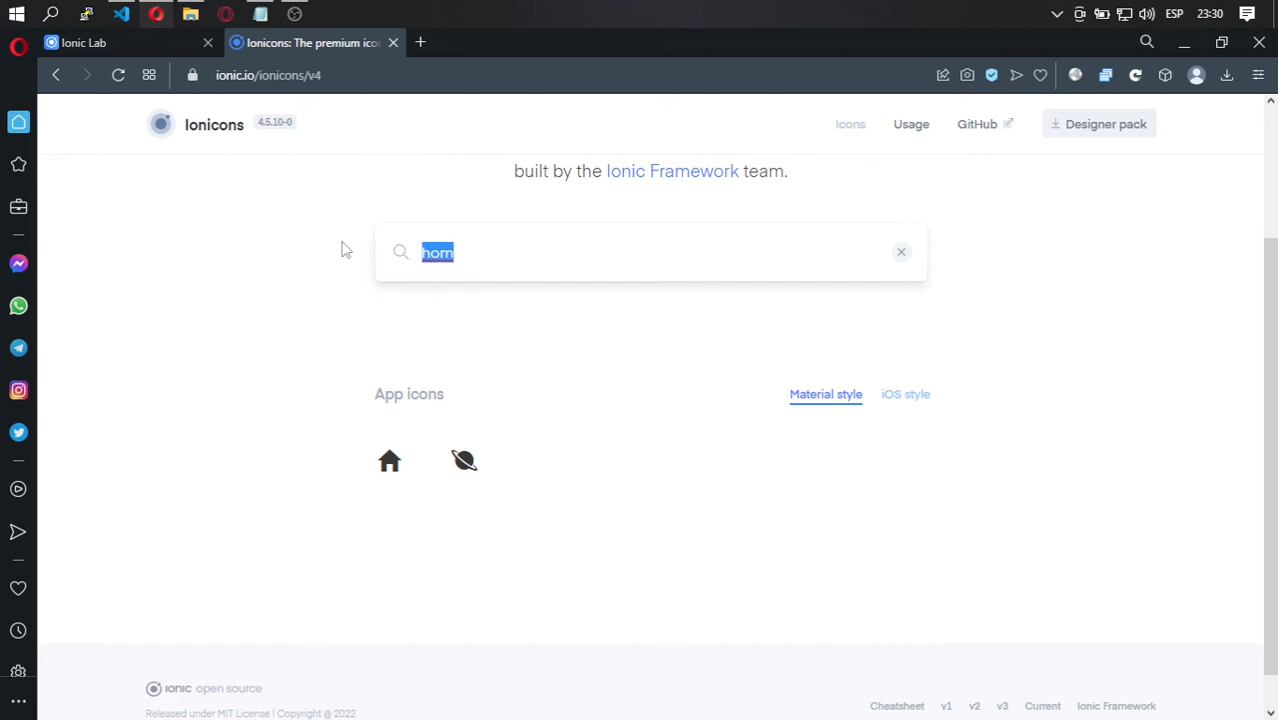 ESP
23:30
Ionic Lab
Ionicons: The premium ico
ionic.io/ionicons/v4
Ionicons
4.5.10-0
Icons
Usage
GitHub
Designer pack
built by the Ionic Framework team.
hom
App icons
Material style
iOS style
ionic open source
Released under MIT License | Copyright @ 2022
Cheatsheet
v1
v2
v3
Current
Ionic Framework